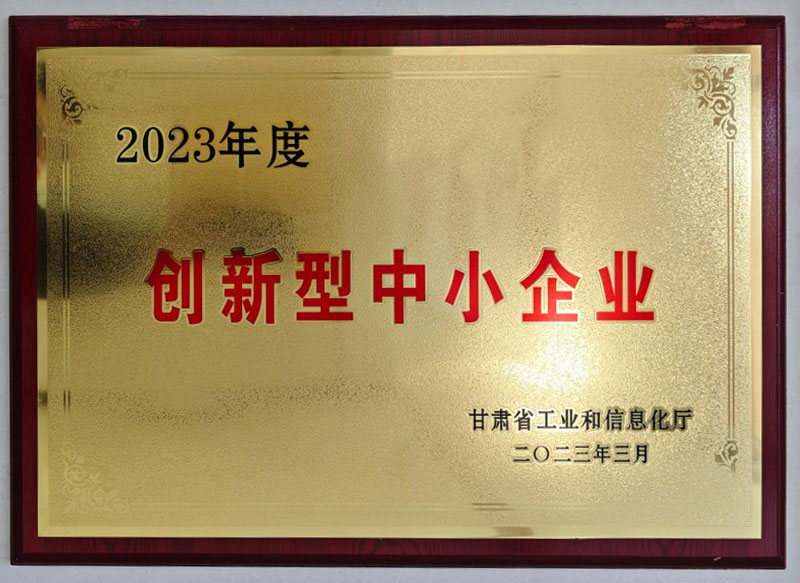 2023年度
创新型中小企业
甘肃省工业和信息化厅
二〇二三年三月